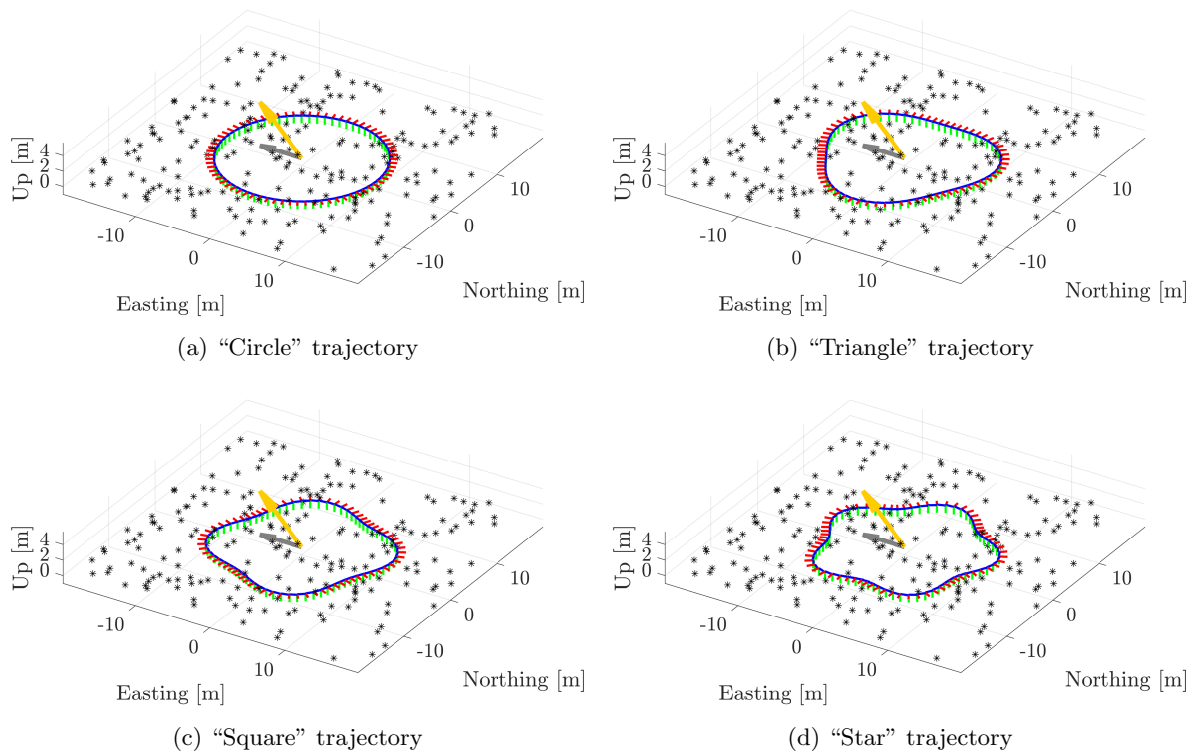 4
2
0
Up [m]
-10
0
10
Easting [m]
-10
0
10
Northing [m]
(a) “Circle” trajectory
4
2
0
Up [m]
-10
0
10
Easting [m]
-10
0
10
Northing [m]
(b) “Triangle” trajectory
4
2
0
Up [m]
-10
0
10
Easting [m]
-10
0
10
Northing [m]
(c) “Square” trajectory
4
2
0
Up [m]
-10
0
10
Easting [m]
-10
0
10
Northing [m]
(d) “Star” trajectory